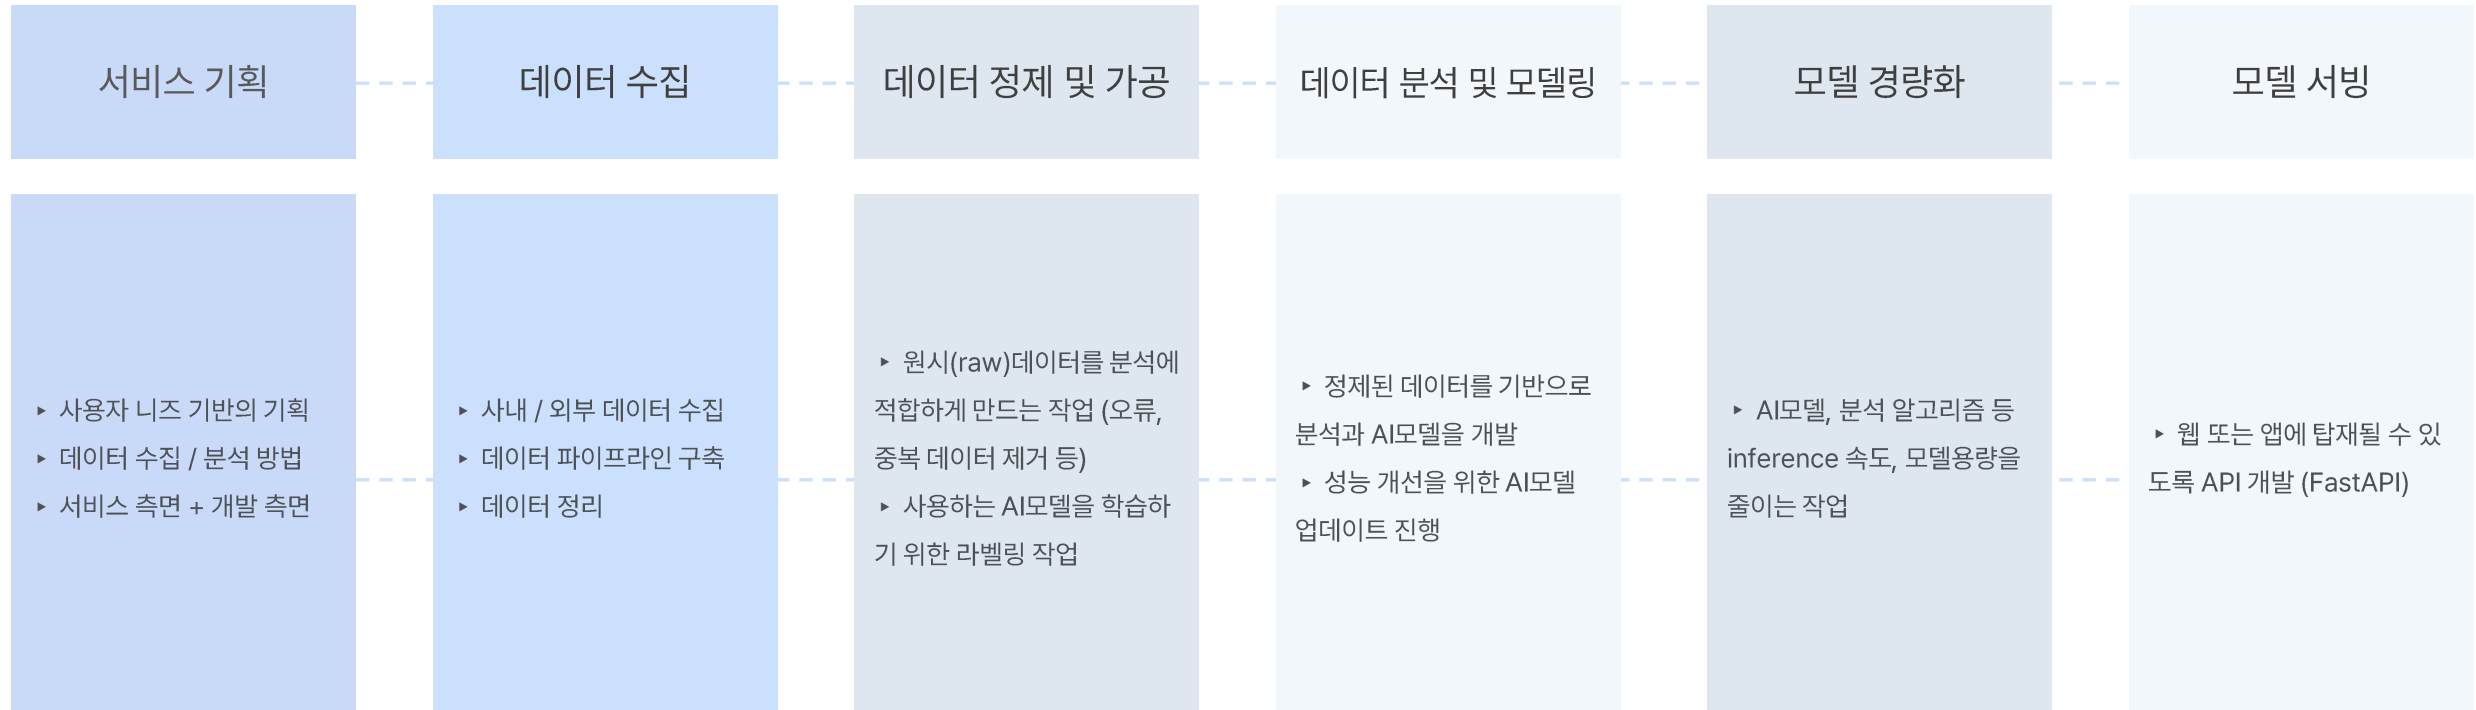 서비스 기획
데이터 수집
데이터 정제 및 가공
데이터 분석 및 모델링
모델 경량화
모델 서빙
▸ 사용자 니즈 기반의 기획
▸ 데이터 수집 / 분석 방법
▸ 서비스 측면 + 개발 측면
▸ 사내 / 외부 데이터 수집
▸ 데이터 파이프라인 구축
▸ 데이터 정리
▸ 원시(raw)데이터를 분석에
적합하게 만드는 작업 (오류,
중복 데이터 제거 등)
▸ 사용하는 AI모델을 학습하
기 위한 라벨링 작업
▸ 정제된 데이터를 기반으로
분석과 AI모델을 개발
▸ 성능 개선을 위한 AI모델
업데이트 진행
▸ AI모델, 분석 알고리즘 등
inference 속도, 모델용량을
줄이는 작업
▸ 웹 또는 앱에 탑재될 수 있
도록 API 개발 (FastAPI)